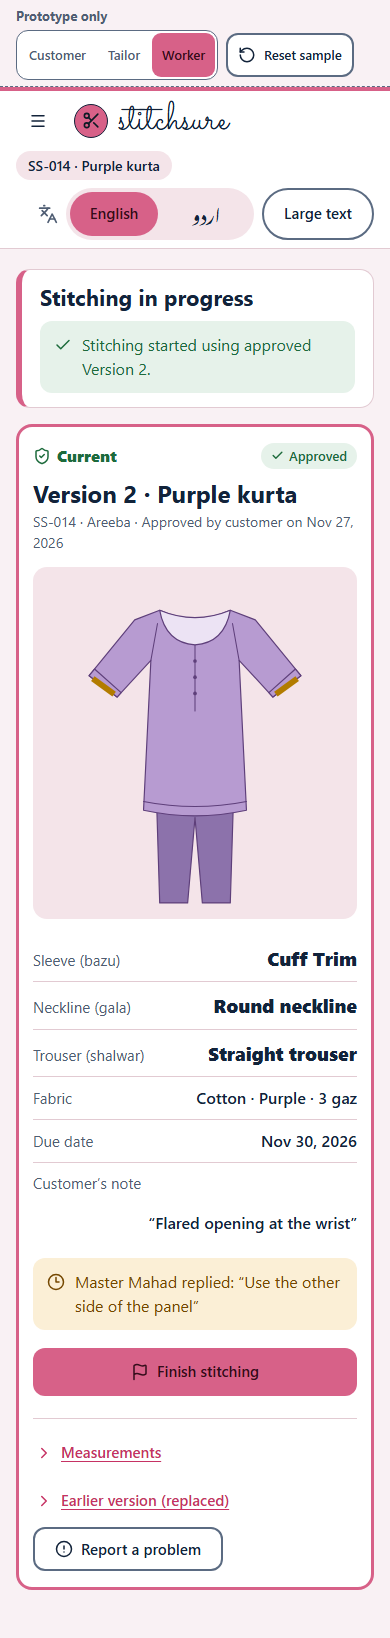 Prototype only
Customer Tailor Worker Reset sample
stitchsure
SS-014 · Purple kurta
English اردو Large text
Stitching in progress
Stitching started using approved
Version 2.
Current Approved
Version 2 · Purple kurta
SS-014 · Areeba · Approved by customer on Nov 27,
2026
Sleeve (bazu) Cuff Trim
Neckline (gala) Round neckline
Trouser (shalwar) Straight trouser
Fabric Cotton · Purple · 3 gaz
Due date Nov 30, 2026
Customer’s note
“Flared opening at the wrist”
Master Mahad replied: “Use the other
side of the panel”
Finish stitching
Measurements
Earlier version (replaced)
Report a problem